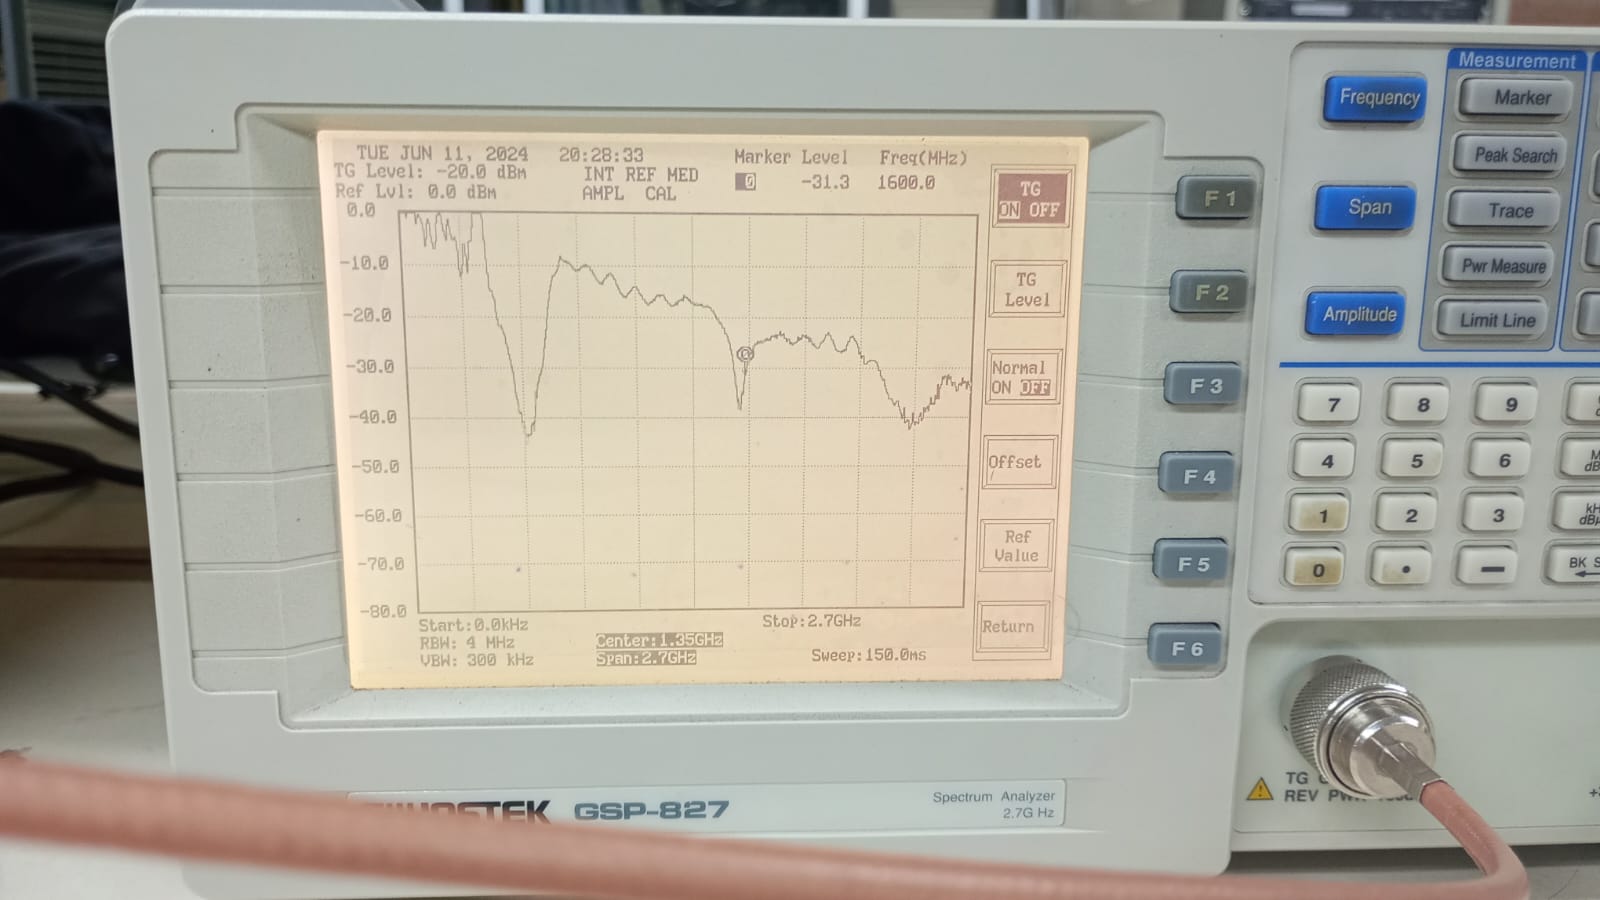 TUE JUN 11, 2024 20:28:33
TG Level: -20.0 dBm
Ref Lvl: 0.0 dBm
INT REF MED
AMPL CAL
Marker Level Freq(MHz)
0 -31.3 1600.0
0.0
-10.0
-20.0
-30.0
-40.0
-50.0
-60.0
-70.0
-80.0
Start:0.0kHz
RBW: 4 MHz
VBW: 300 kHz
Center:1.35GHz
Span:2.7GHz
Stop:2.7GHz
Sweep:150.0ms
TG
ON OFF
TG
Level
Normal
ON OFF
Offset
Ref
Value
Return
F 1
F 2
F 3
F 4
F 5
F 6
Frequency
Span
Amplitude
Measurement
Marker
Peak Search
Trace
Pwr Measure
Limit Line
7 8 9
4 5 6
1 2 3
0 • −
BK
TG
REV
GSP-827
Spectrum Analyzer
2.7G Hz